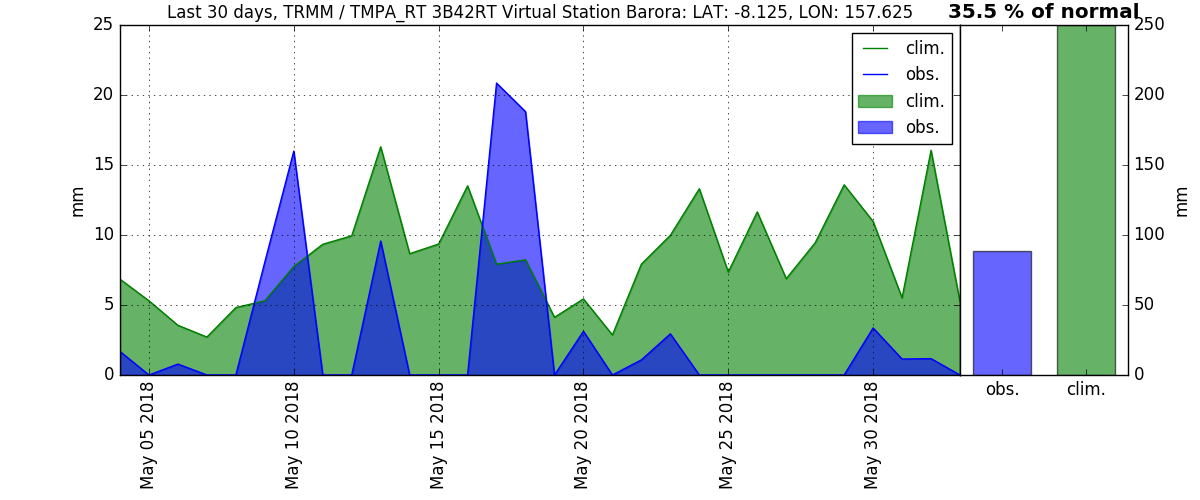 Last 30 days, TRMM / TMPA_RT 3B42RT Virtual Station Barora: LAT: -8.125, LON: 157.625
35.5 % of normal
25
20
15
10
5
0
mm
clim.
obs.
clim.
obs.
250
200
150
100
50
0
mm
obs.
clim.
May 05 2018
May 10 2018
May 15 2018
May 20 2018
May 25 2018
May 30 2018